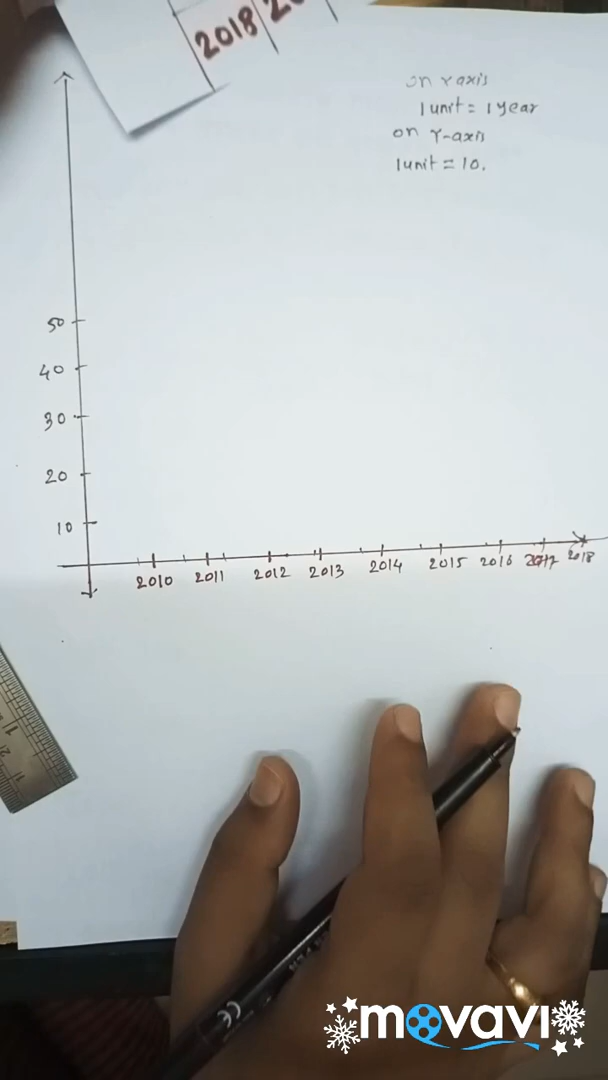 2018
on x axis
1 unit = 1 year
on Y-axis
1 unit = 10.
50
40
30
20
10
2010 2011 2012 2013 2014 2015 2016 2017 2018
movavi